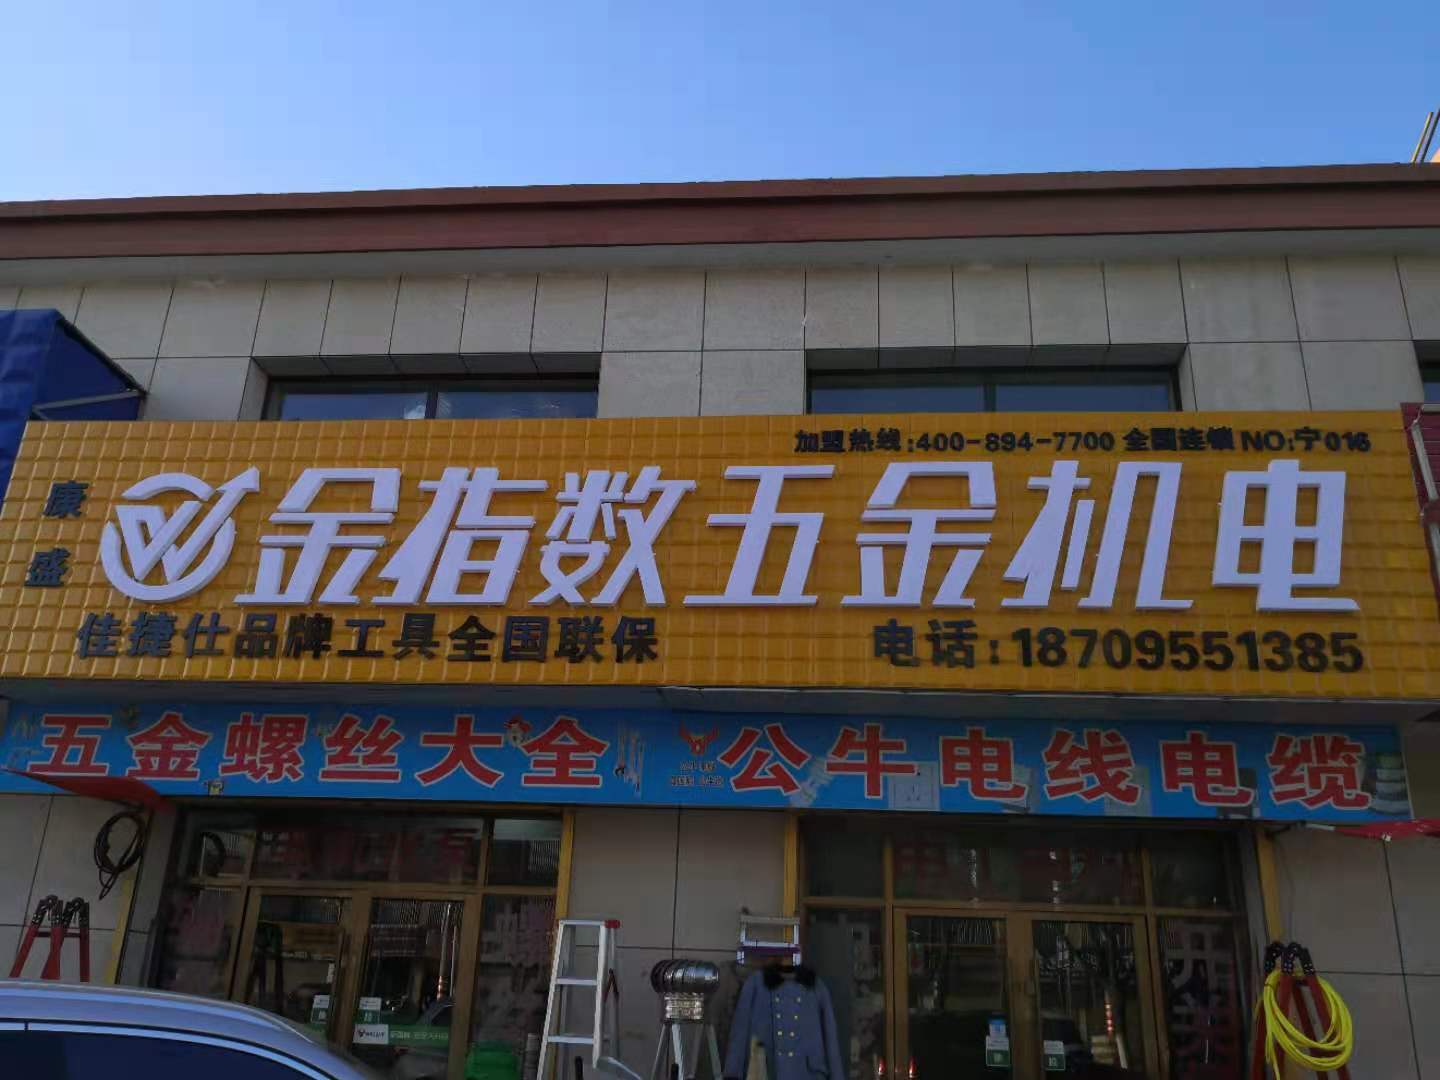 加盟热线:400-894-7700 全国连锁 NO:宁016
康盛
金指数五金机电
佳捷仕品牌工具全国联保
电话:18709551385
五金螺丝大全
公牛电线电缆